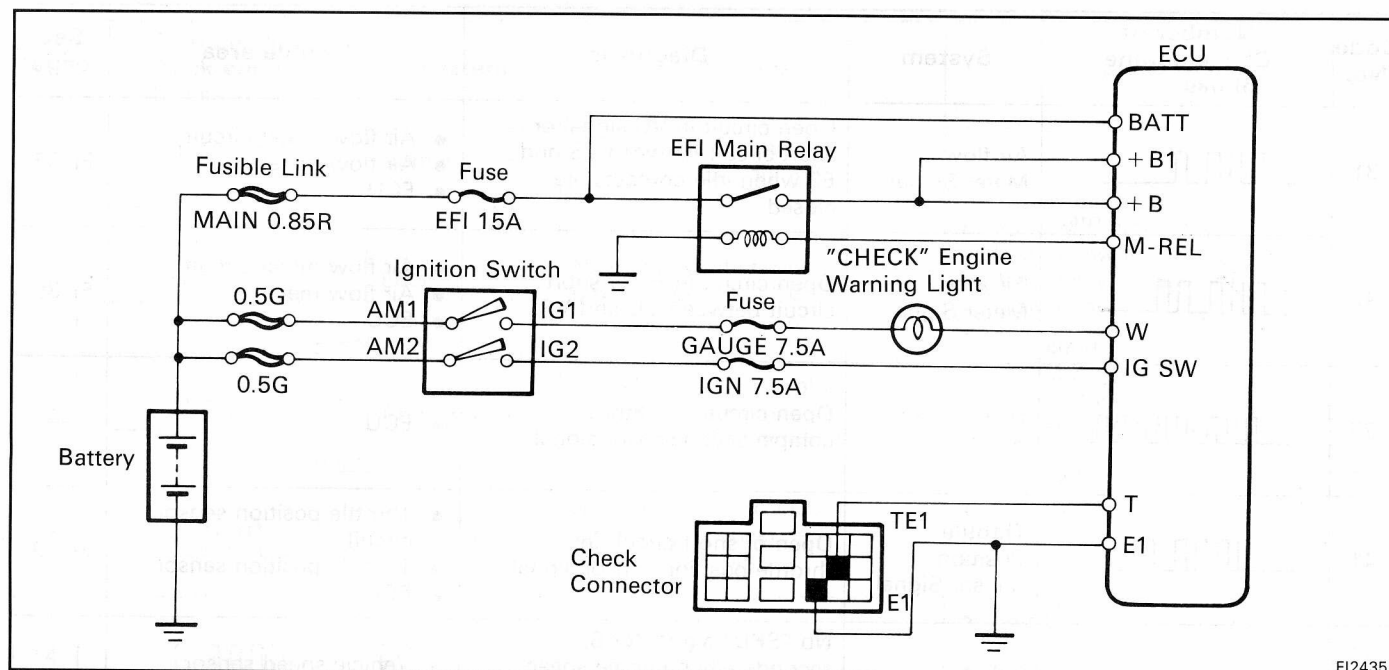 ECU
BATT
EFI Main Relay
+B1
Fusible Link
Fuse
+B
MAIN 0.85R
EFI 15A
M-REL
"CHECK" Engine
Warning Light
Ignition Switch
0.5G
AM1
IG1
Fuse
W
GAUGE 7.5A
AM2
IG2
IG SW
0.5G
IGN 7.5A
Battery
T
TE1
E1
Check
Connector
E1
FI2435